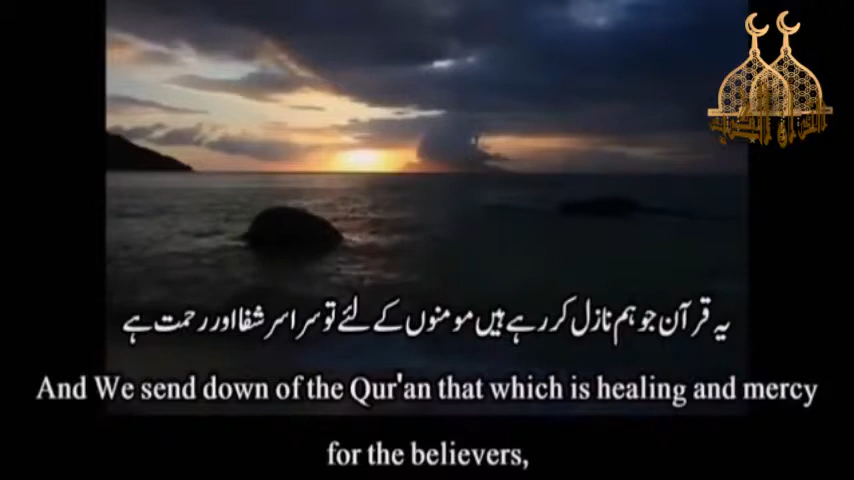 یہ قرآن جو ہم نازل کر رہے ہیں مومنوں کے لئے تو سراسر شفا اور رحمت ہے
And We send down of the Qur'an that which is healing and mercy
for the believers,